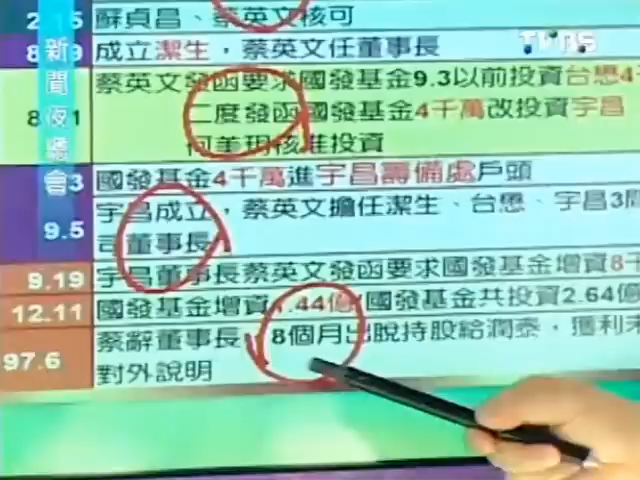 2.15 蘇貞昌、蔡英文核可
成立潔生，蔡英文任董事長
TVBS
新聞夜總會
蔡英文發函要求國發基金9.3以前投資台懋4
二度發函國發基金4千萬改投資宇昌
何美玥核准投資
國發基金4千萬進宇昌籌備處戶頭
9.5 宇昌成立，蔡英文擔任潔生、台懋、宇昌3
司董事長
9.19 宇昌董事長蔡英文發函要求國發基金增資8千
12.11 國發基金增資1.44億/國發基金共投資2.64億
97.6 蔡辭董事長，8個月出脫持股給潤泰，獲利未
對外說明